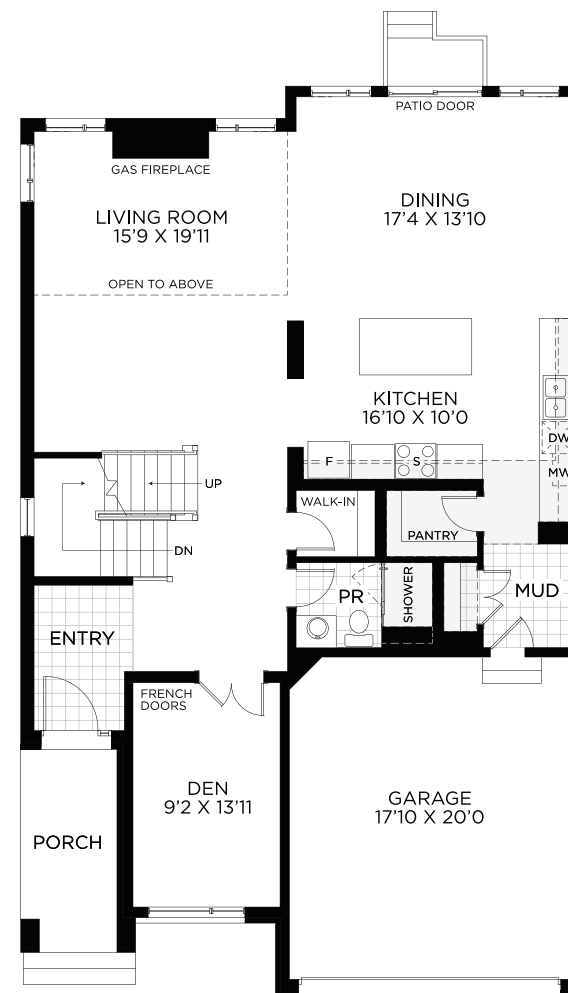 PATIO DOOR
GAS FIREPLACE
LIVING ROOM
15'9 X 19'11
DINING
17'4 X 13'10
OPEN TO ABOVE
KITCHEN
16'10 X 10'0
F
S
DW
MW
UP
DN
WALK-IN
PANTRY
PR
SHOWER
MUD
ENTRY
FRENCH
DOORS
DEN
9'2 X 13'11
GARAGE
17'10 X 20'0
PORCH